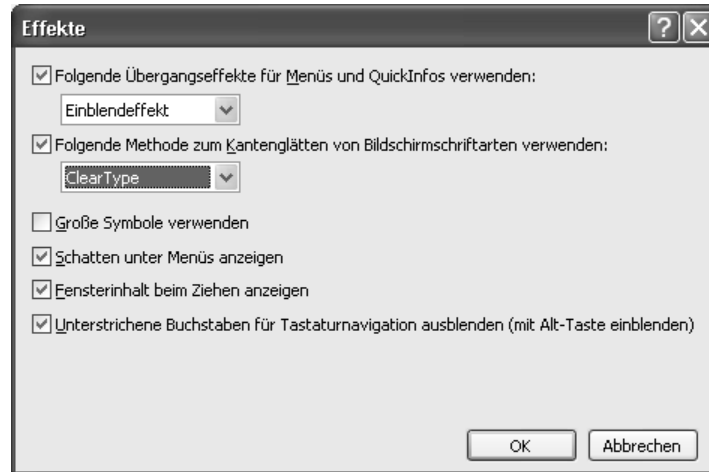 Effekte
Folgende Übergangseffekte für Menüs und QuickInfos verwenden:
Einblendeffekt
Folgende Methode zum Kantenglätten von Bildschirmschriftarten verwenden:
ClearType
Große Symbole verwenden
Schatten unter Menüs anzeigen
Fensterinhalt beim Ziehen anzeigen
Unterstrichene Buchstaben für Tastaturnavigation ausblenden (mit Alt-Taste einblenden)
OK Abbrechen